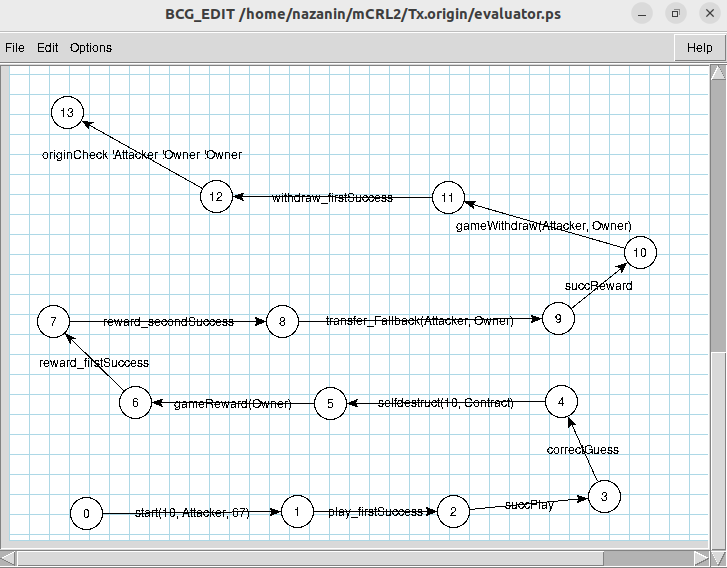 BCG_EDIT /home/nazanin/mCRL2/Tx.origin/evaluator.ps
File Edit Options Help
13
originCheck 'Attacker 'Owner 'Owner
12
withdraw_firstSuccess
11
gameWithdraw(Attacker, Owner)
10
succReward
7
reward_secondSuccess
8
transfer_Fallback(Attacker, Owner)
9
reward_firstSuccess
6
gameReward(Owner)
5
selfdestruct(10, Contract)
4
correctGuess
0
start(10, Attacker, 67)
1
play_firstSuccess
2
succPlay
3